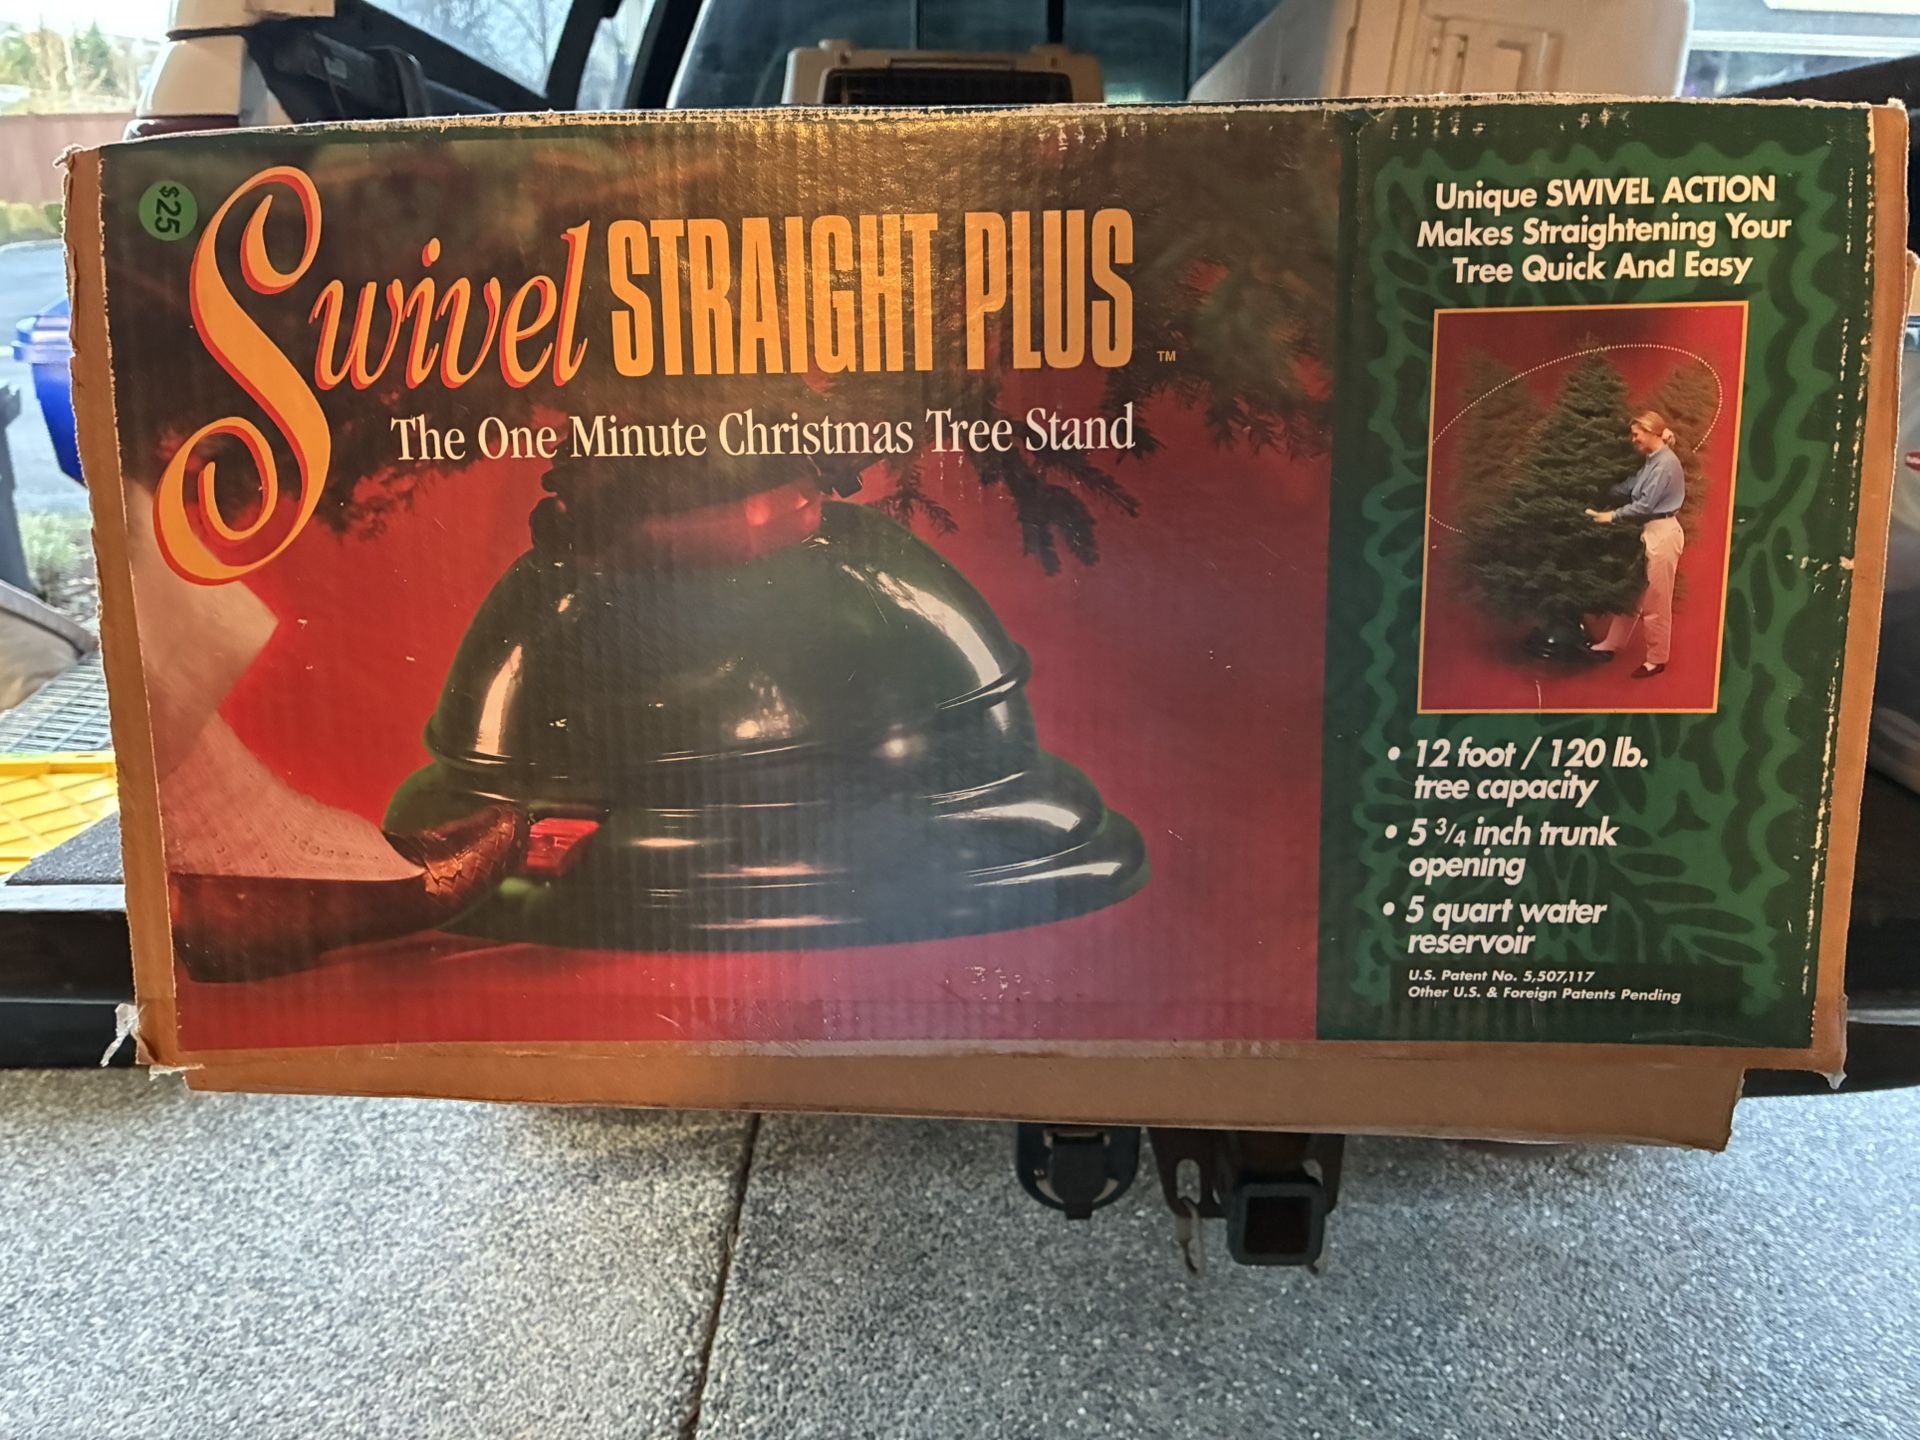 $25
Swivel STRAIGHT PLUS ™
The One Minute Christmas Tree Stand
Unique SWIVEL ACTION
Makes Straightening Your
Tree Quick And Easy
• 12 foot / 120 lb.
tree capacity
• 5 3/4 inch trunk
opening
• 5 quart water
reservoir
U.S. Patent No. 5,507,117
Other U.S. & Foreign Patents Pending